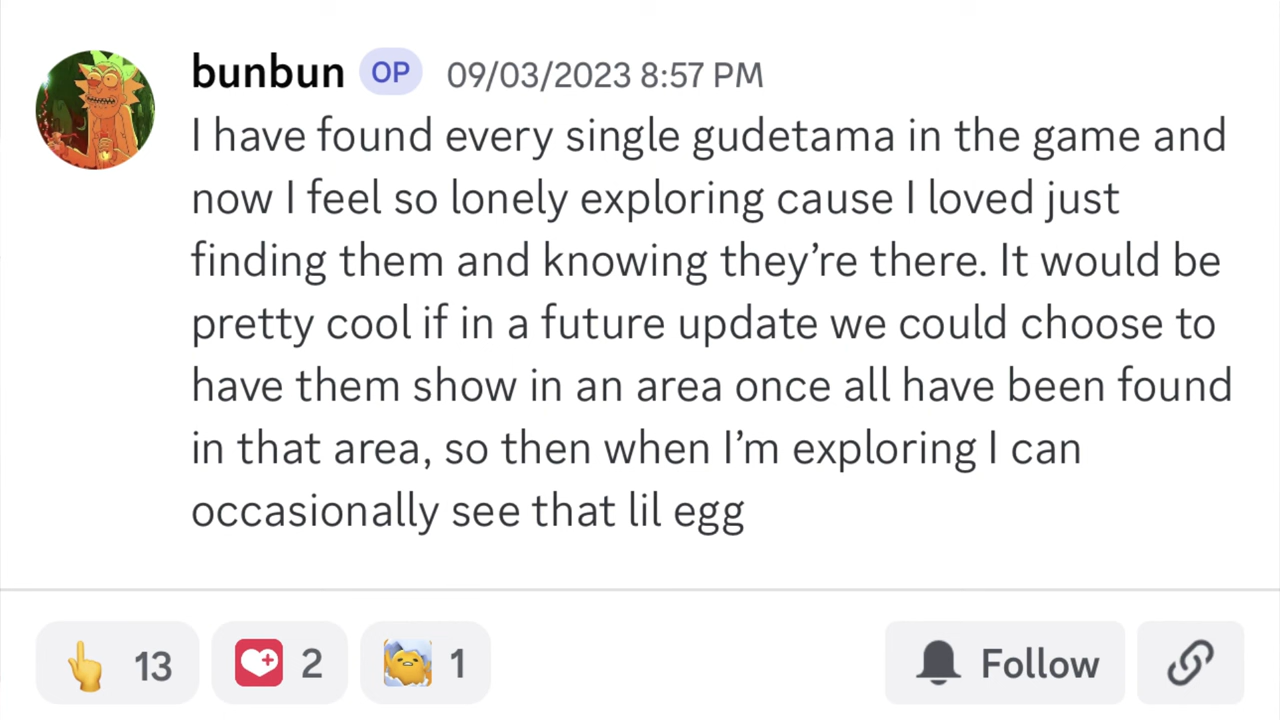 bunbun OP 09/03/2023 8:57 PM
I have found every single gudetama in the game and
now I feel so lonely exploring cause I loved just
finding them and knowing they’re there. It would be
pretty cool if in a future update we could choose to
have them show in an area once all have been found
in that area, so then when I’m exploring I can
occasionally see that lil egg
13 2 1 Follow